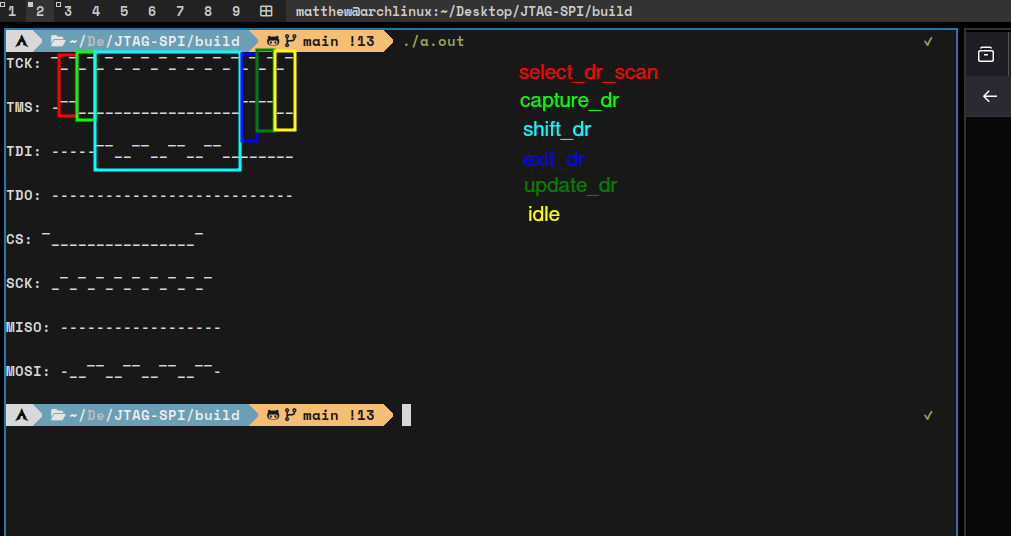 1 2 3 4 5 6 7 8 9 matthew@archlinux:~/Desktop/JTAG-SPI/build
~/De/JTAG-SPI/build main !13 ./a.out ✓
TCK:
select_dr_scan
capture_dr
TMS:
shift_dr
TDI:
exit_dr
update_dr
TDO: ---------------------------
idle
CS:
SCK:
MISO: ------------------
MOSI:
~/De/JTAG-SPI/build main !13 ✓